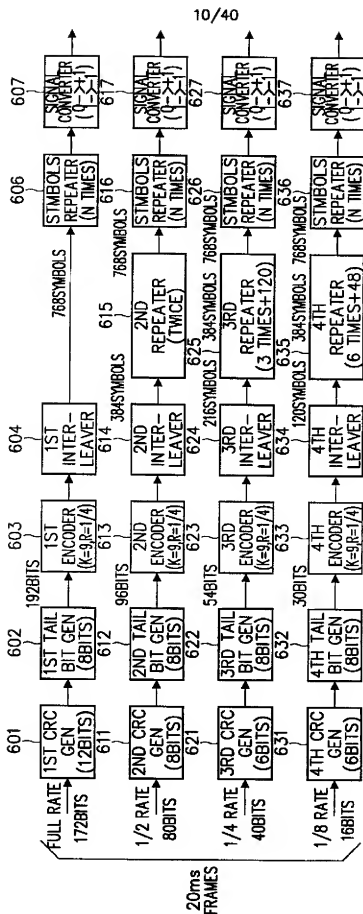 10/40
601
602
603
604
606
607
FULL RATE
172BITS
1ST CRC
GEN
(12BITS)
1ST TAIL
BIT GEN
(8BITS)
192BITS
1ST
ENCODER
(K=9,R=1/4)
1ST
INTER-
LEAVER
768SYMBOLS
STMBOLS
REPEATER
(N TIMES)
SIGNAL
CONVERTER
611
612
613
614
615
616
617
1/2 RATE
80BITS
2ND CRC
GEN
(8BITS)
2ND TAIL
BIT GEN
(8BITS)
96BITS
2ND
ENCODER
(K=9,R=1/4)
2ND
INTER-
LEAVER
384SYMBOLS
2ND
REPEATER
(TWICE)
768SYMBOLS
STMBOLS
REPEATER
(N TIMES)
SIGNAL
CONVERTER
621
622
623
624
625
626
627
1/4 RATE
40BITS
3RD CRC
GEN
(6BITS)
3RD TAIL
BIT GEN
(8BITS)
54BITS
3RD
ENCODER
(K=9,R=1/4)
3RD
INTER-
LEAVER
216SYMBOLS
384SYMBOLS
3RD
REPEATER
(3 TIMES+120)
768SYMBOLS
STMBOLS
REPEATER
(N TIMES)
SIGNAL
CONVERTER
631
632
633
634
635
636
637
1/8 RATE
16BITS
4TH CRC
GEN
(6BITS)
4TH TAIL
BIT GEN
(8BITS)
30BITS
4TH
ENCODER
(K=9,R=1/4)
4TH
INTER-
LEAVER
120SYMBOLS
384SYMBOLS
4TH
REPEATER
(6 TIMES+48)
768SYMBOLS
STMBOLS
REPEATER
(N TIMES)
SIGNAL
CONVERTER
20ms
FRAMES